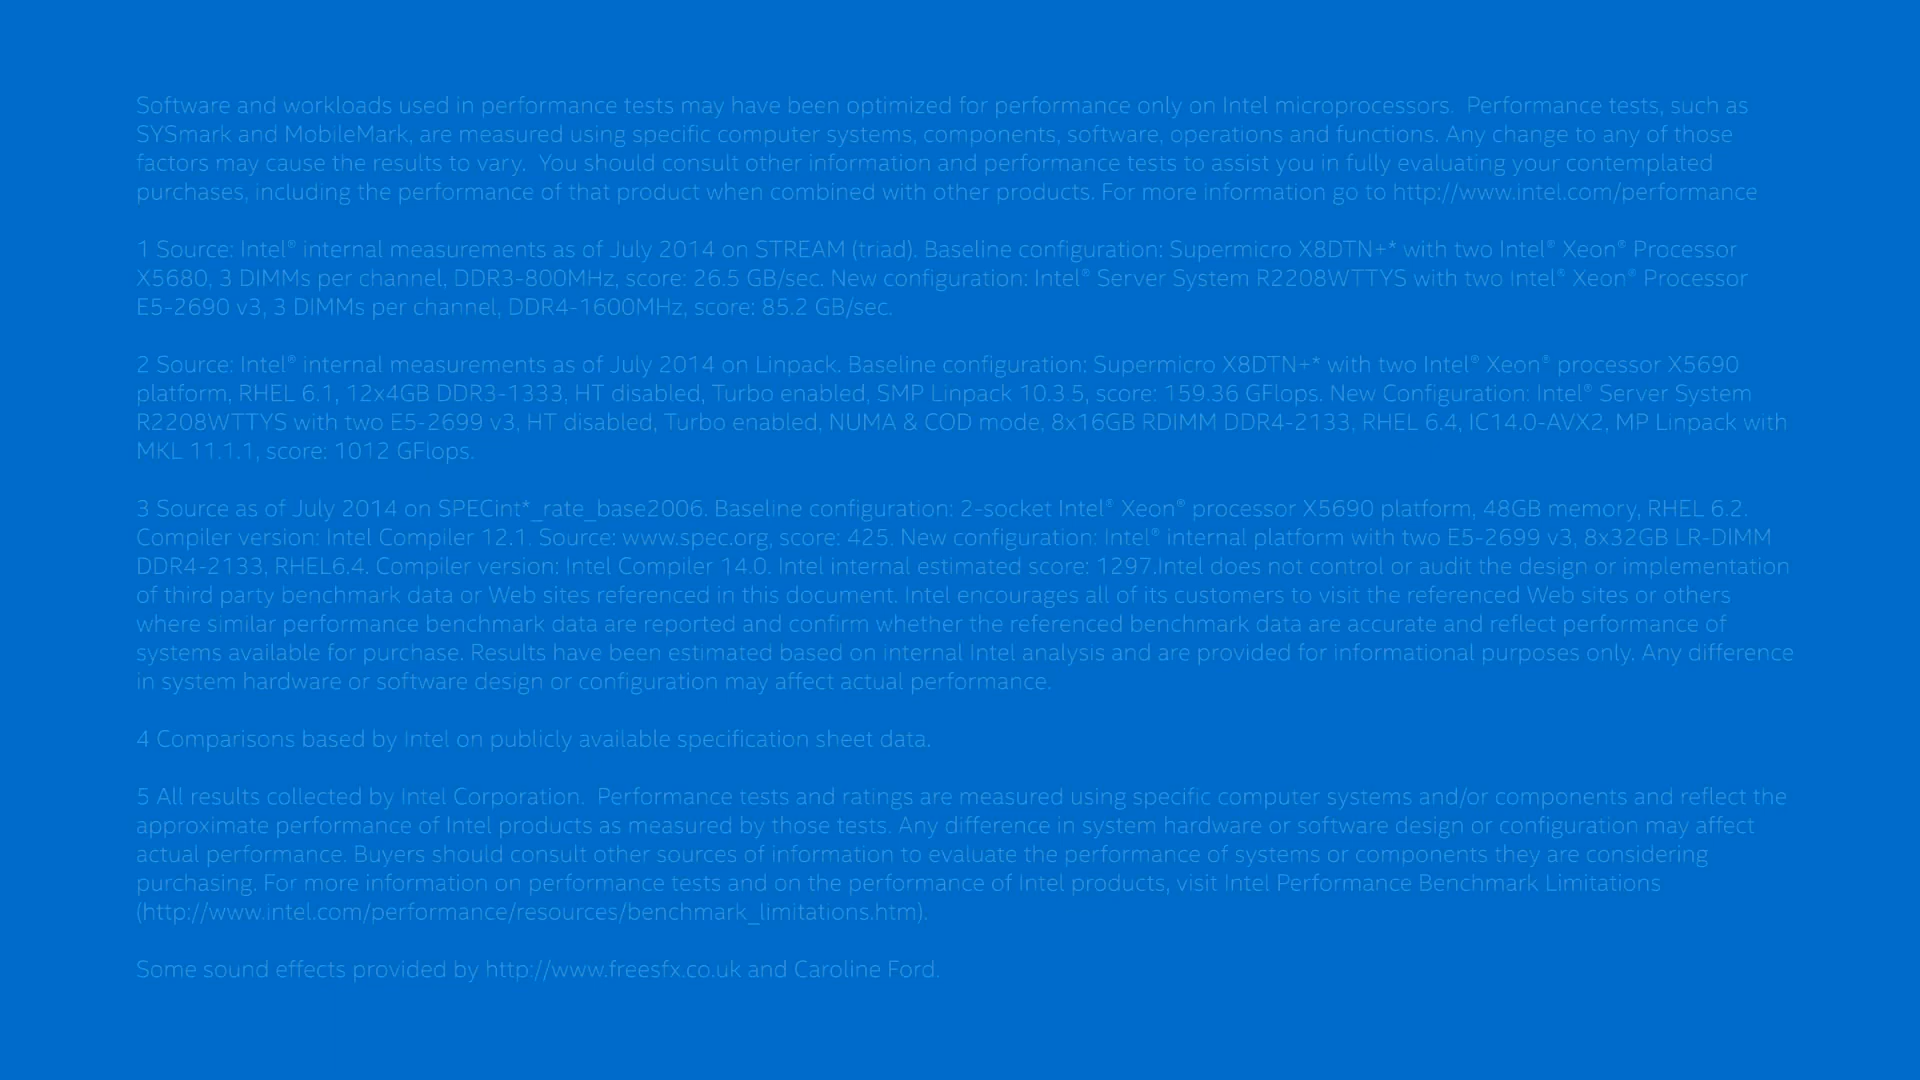 Software and workloads used in performance tests may have been optimized for performance only on Intel microprocessors.  Performance tests, such as
SYSmark and MobileMark, are measured using specific computer systems, components, software, operations and functions. Any change to any of those
factors may cause the results to vary.  You should consult other information and performance tests to assist you in fully evaluating your contemplated
purchases, including the performance of that product when combined with other products. For more information go to http://www.intel.com/performance
1 Source: Intel® internal measurements as of July 2014 on STREAM (triad). Baseline configuration: Supermicro X8DTN+* with two Intel® Xeon® Processor
X5680, 3 DIMMs per channel, DDR3-800MHz, score: 26.5 GB/sec. New configuration: Intel® Server System R2208WTTYS with two Intel® Xeon® Processor
E5-2690 v3, 3 DIMMs per channel, DDR4-1600MHz, score: 85.2 GB/sec.
2 Source: Intel® internal measurements as of July 2014 on Linpack. Baseline configuration: Supermicro X8DTN+* with two Intel® Xeon® processor X5690
platform, RHEL 6.1, 12x4GB DDR3-1333, HT disabled, Turbo enabled, SMP Linpack 10.3.5, score: 159.36 GFlops. New Configuration: Intel® Server System
R2208WTTYS with two E5-2699 v3, HT disabled, Turbo enabled, NUMA & COD mode, 8x16GB RDIMM DDR4-2133, RHEL 6.4, IC14.0-AVX2, MP Linpack with
MKL 11.1.1, score: 1012 GFlops.
3 Source as of July 2014 on SPECint*_rate_base2006. Baseline configuration: 2-socket Intel® Xeon® processor X5690 platform, 48GB memory, RHEL 6.2.
Compiler version: Intel Compiler 12.1. Source: www.spec.org, score: 425. New configuration: Intel® internal platform with two E5-2699 v3, 8x32GB LR-DIMM
DDR4-2133, RHEL6.4. Compiler version: Intel Compiler 14.0. Intel internal estimated score: 1297.Intel does not control or audit the design or implementation
of third party benchmark data or Web sites referenced in this document. Intel encourages all of its customers to visit the referenced Web sites or others
where similar performance benchmark data are reported and confirm whether the referenced benchmark data are accurate and reflect performance of
systems available for purchase. Results have been estimated based on internal Intel analysis and are provided for informational purposes only. Any difference
in system hardware or software design or configuration may affect actual performance.
4 Comparisons based by Intel on publicly available specification sheet data.
5 All results collected by Intel Corporation.  Performance tests and ratings are measured using specific computer systems and/or components and reflect the
approximate performance of Intel products as measured by those tests. Any difference in system hardware or software design or configuration may affect
actual performance. Buyers should consult other sources of information to evaluate the performance of systems or components they are considering
purchasing. For more information on performance tests and on the performance of Intel products, visit Intel Performance Benchmark Limitations
(http://www.intel.com/performance/resources/benchmark_limitations.htm).
Some sound effects provided by http://www.freesfx.co.uk and Caroline Ford.